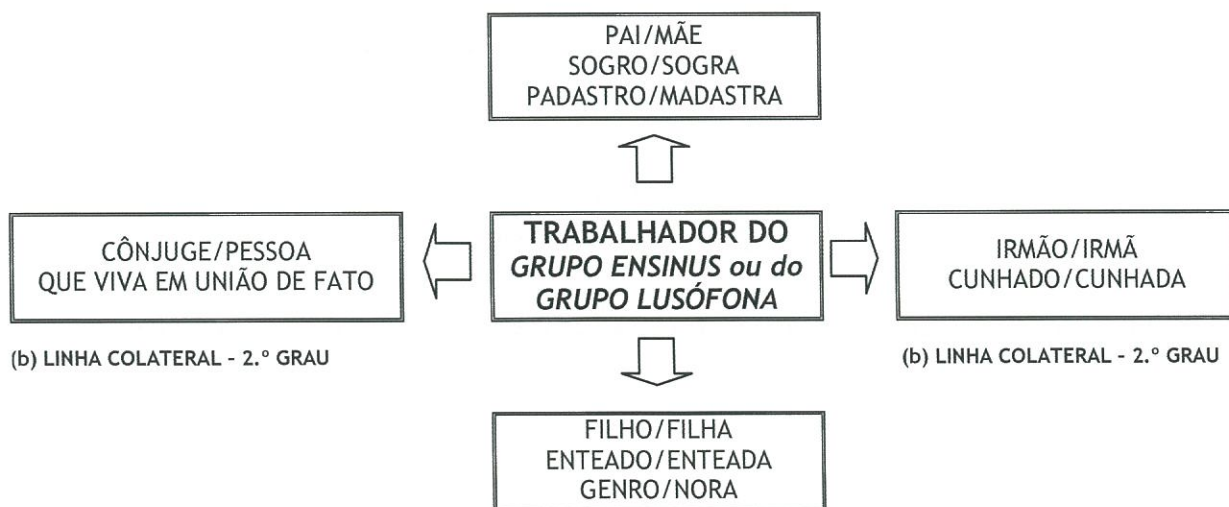 PAI/MÃE
SOGRO/SOGRA
PADASTRO/MADASTRA
CÔNJUGE/PESSOA
QUE VIVA EM UNIÃO DE FATO
(b) LINHA COLATERAL - 2.º GRAU
TRABALHADOR DO
GRUPO ENSINUS ou do
GRUPO LUSÓFONA
IRMÃO/IRMÃ
CUNHADO/CUNHADA
(b) LINHA COLATERAL - 2.º GRAU
FILHO/FILHA
ENTEADO/ENTEADA
GENRO/NORA